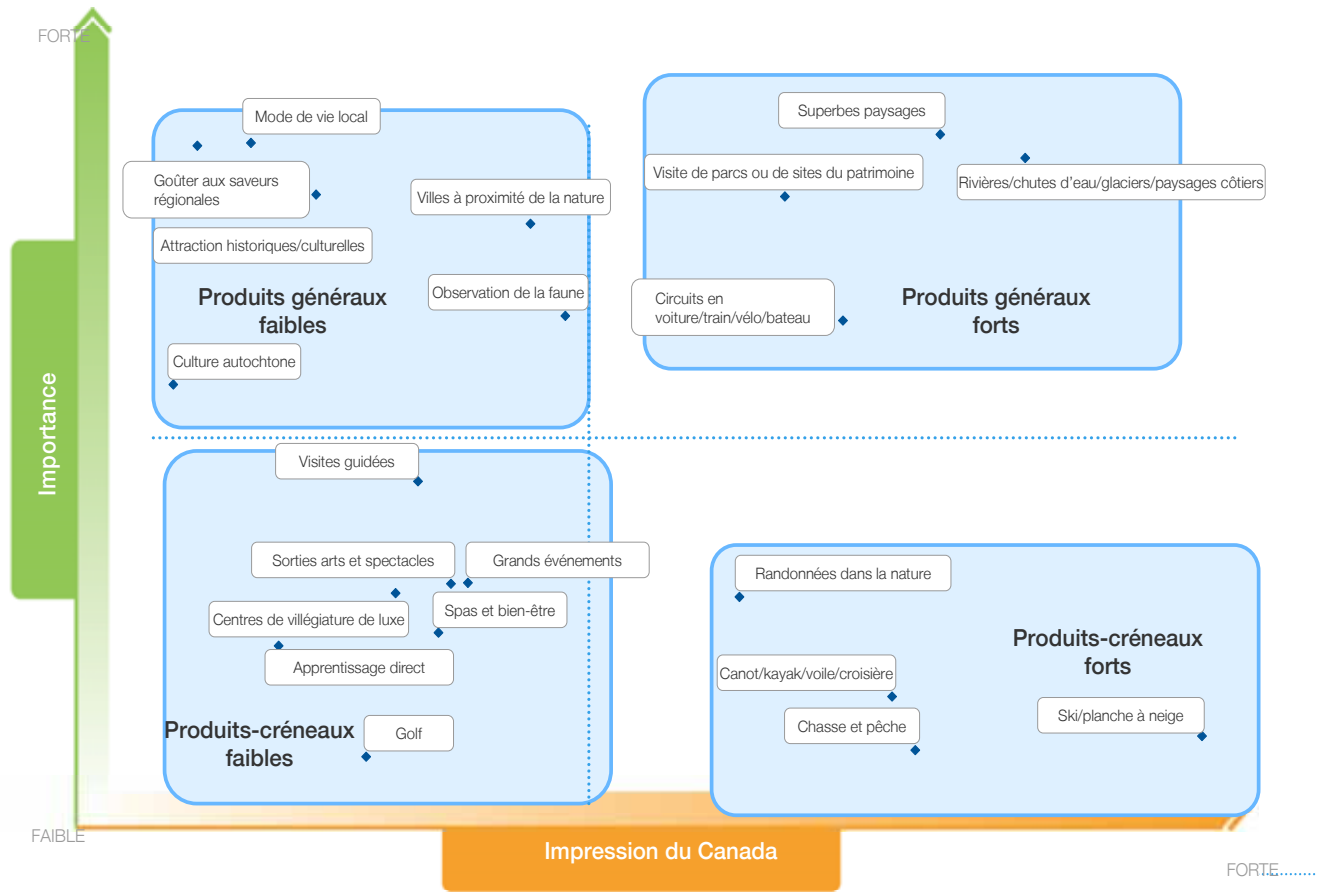 FORTE
Mode de vie local
Goûter aux saveurs
régionales
Attraction historiques/culturelles
Villes à proximité de la nature
Observation de la faune
Produits généraux
faibles
Culture autochtone
Superbes paysages
Visite de parcs ou de sites du patrimoine
Rivières/chutes d'eau/glaciers/paysages côtiers
Circuits en
voiture/train/vélo/bateau
Produits généraux
forts
Importance
Visites guidées
Sorties arts et spectacles
Grands événements
Centres de villégiature de luxe
Spas et bien-être
Apprentissage direct
Produits-créneaux
faibles
Golf
Randonnées dans la nature
Produits-créneaux
forts
Canot/kayak/voile/croisière
Chasse et pêche
Ski/planche à neige
FAIBLE
Impression du Canada
FORTE